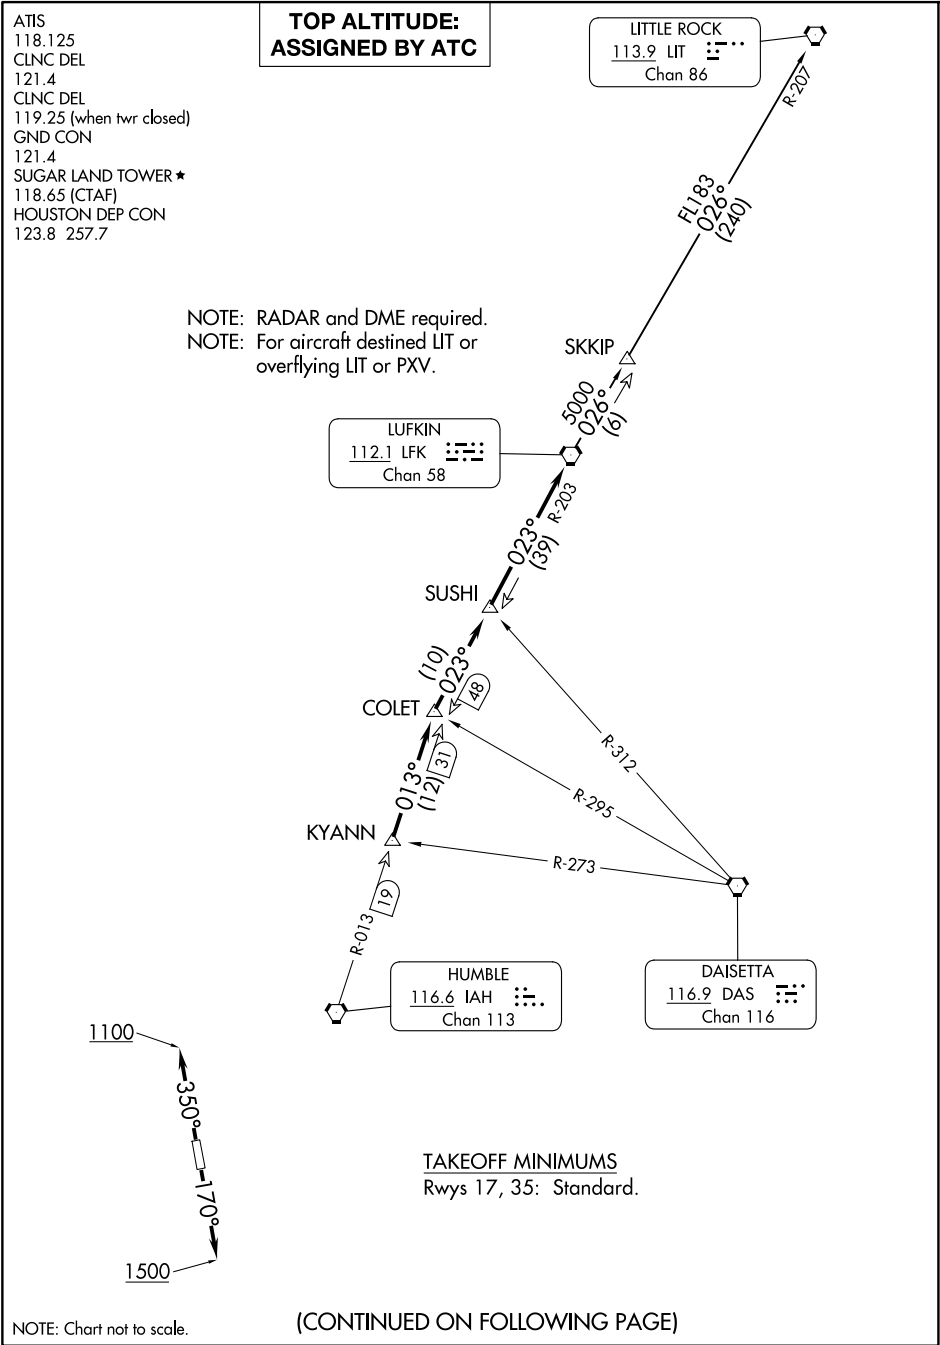 ATIS
118.125
CLNC DEL
121.4
CLNC DEL
119.25 (when twr closed)
GND CON
121.4
SUGAR LAND TOWER★
118.65 (CTAF)
HOUSTON DEP CON
123.8 257.7
TOP ALTITUDE:
ASSIGNED BY ATC
LITTLE ROCK
113.9 LIT
Chan 86
R-207
FL183
026°
(240)
NOTE: RADAR and DME required.
NOTE: For aircraft destined LIT or
overflying LIT or PXV.
SKKIP
5000
026°
(6)
LUFKIN
112.1 LFK
Chan 58
R-203
023°
(39)
SUSHI
(10)
023°
48
COLET
R-312
013°
(12)
31
R-295
KYANN
R-273
19
R-013
HUMBLE
116.6 IAH
Chan 113
DAISETTA
116.9 DAS
Chan 116
1100
350°
170°
1500
TAKEOFF MINIMUMS
Rwys 17, 35: Standard.
NOTE: Chart not to scale.
(CONTINUED ON FOLLOWING PAGE)